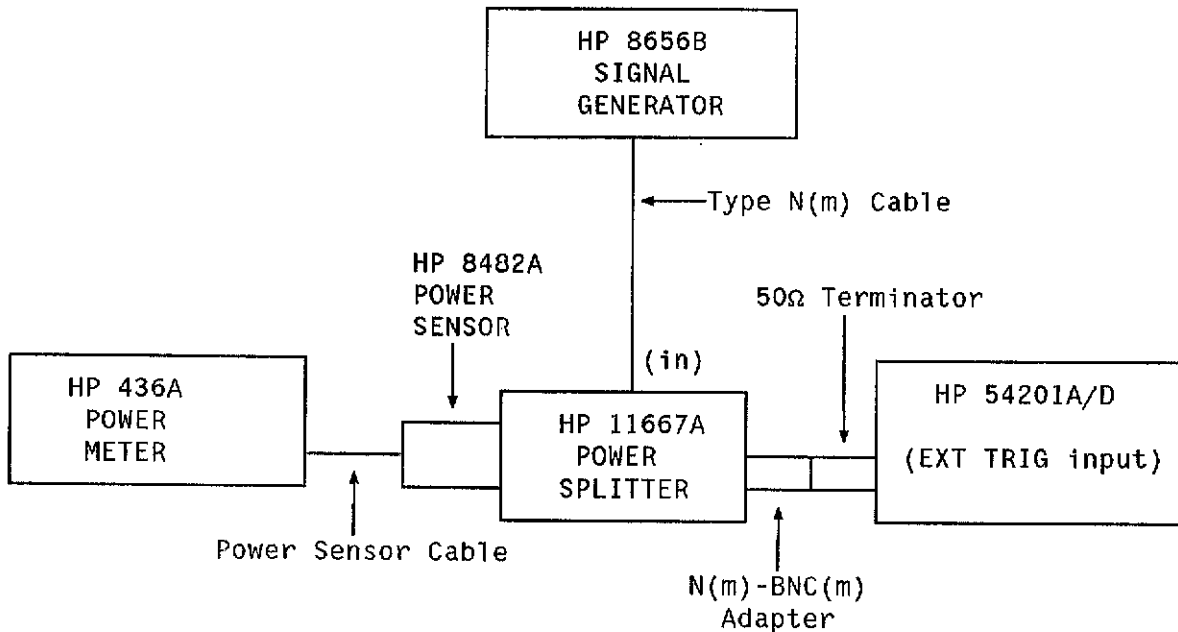 HP 8656B
SIGNAL
GENERATOR
Type N(m) Cable
HP 8482A
POWER
SENSOR
50Ω Terminator
(in)
HP 436A
POWER
METER
HP 11667A
POWER
SPLITTER
HP 54201A/D
(EXT TRIG input)
Power Sensor Cable
N(m)-BNC(m)
Adapter